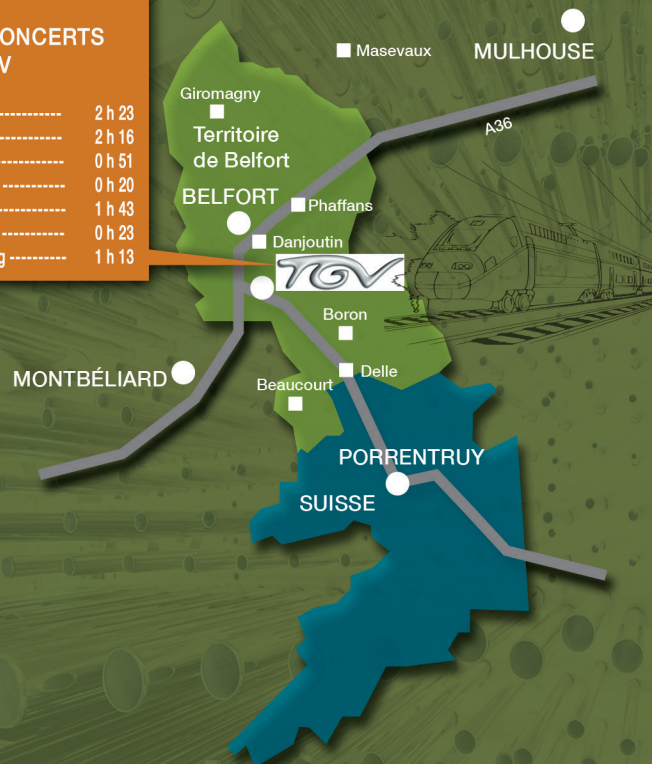 ONCERTS
V
2 h 23
2 h 16
0 h 51
0 h 20
1 h 43
0 h 23
g ---------- 1 h 13
Masevaux
MULHOUSE
A36
Giromagny
Territoire
de Belfort
BELFORT
Phaffans
Danjoutin
TGV
Boron
MONTBÉLIARD
Delle
Beaucourt
PORRENTRUY
SUISSE